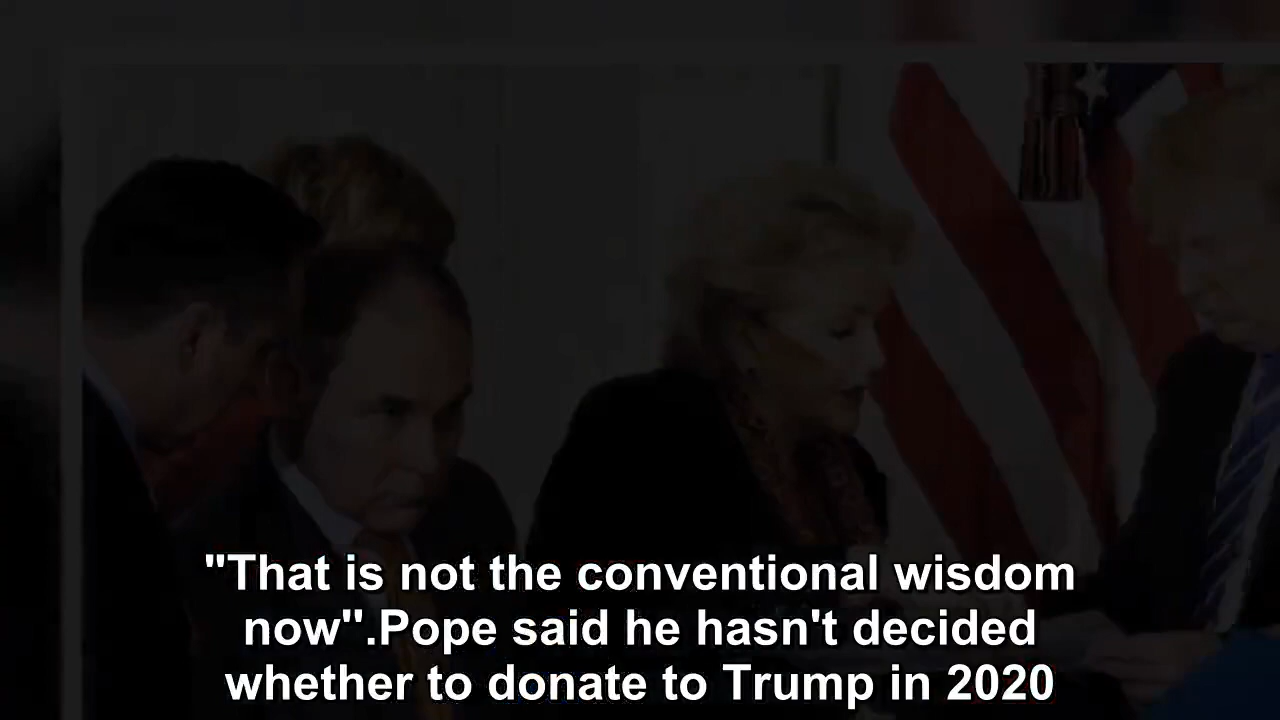 "That is not the conventional wisdom
now".Pope said he hasn't decided
whether to donate to Trump in 2020